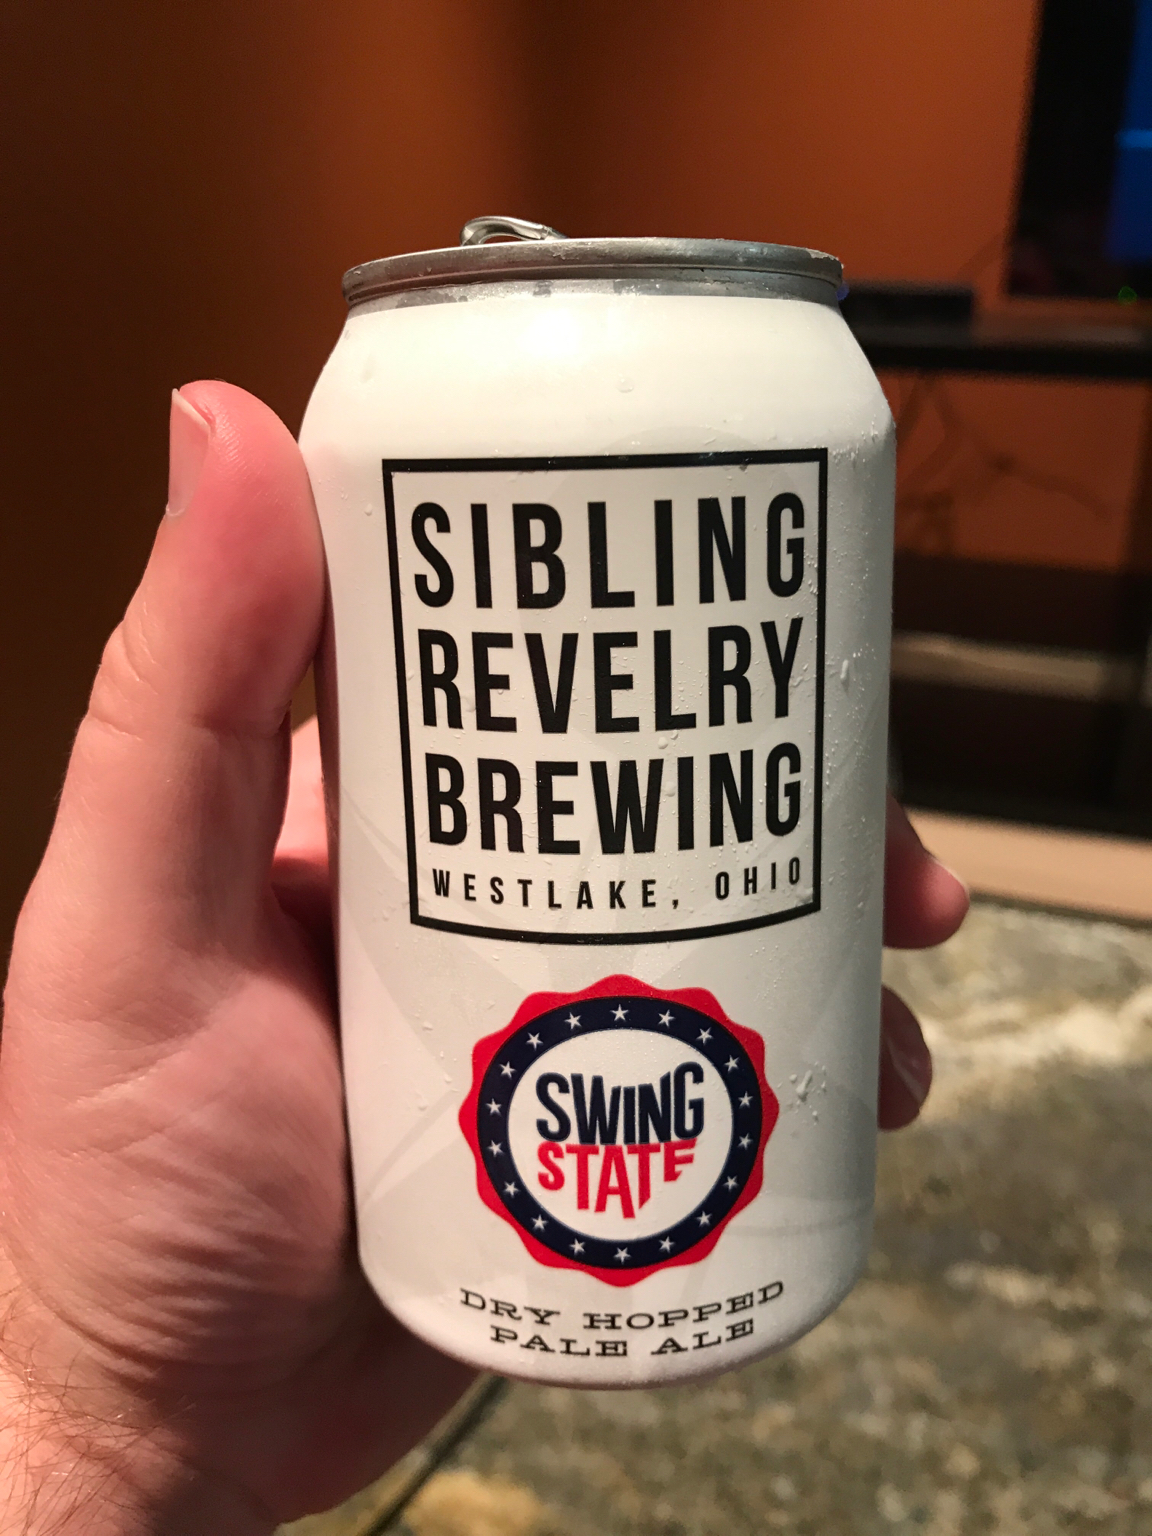 SIBLING
REVELRY
BREWING
WESTLAKE, OHIO
SWING
STATE
DRY HOPPED
PALE ALE